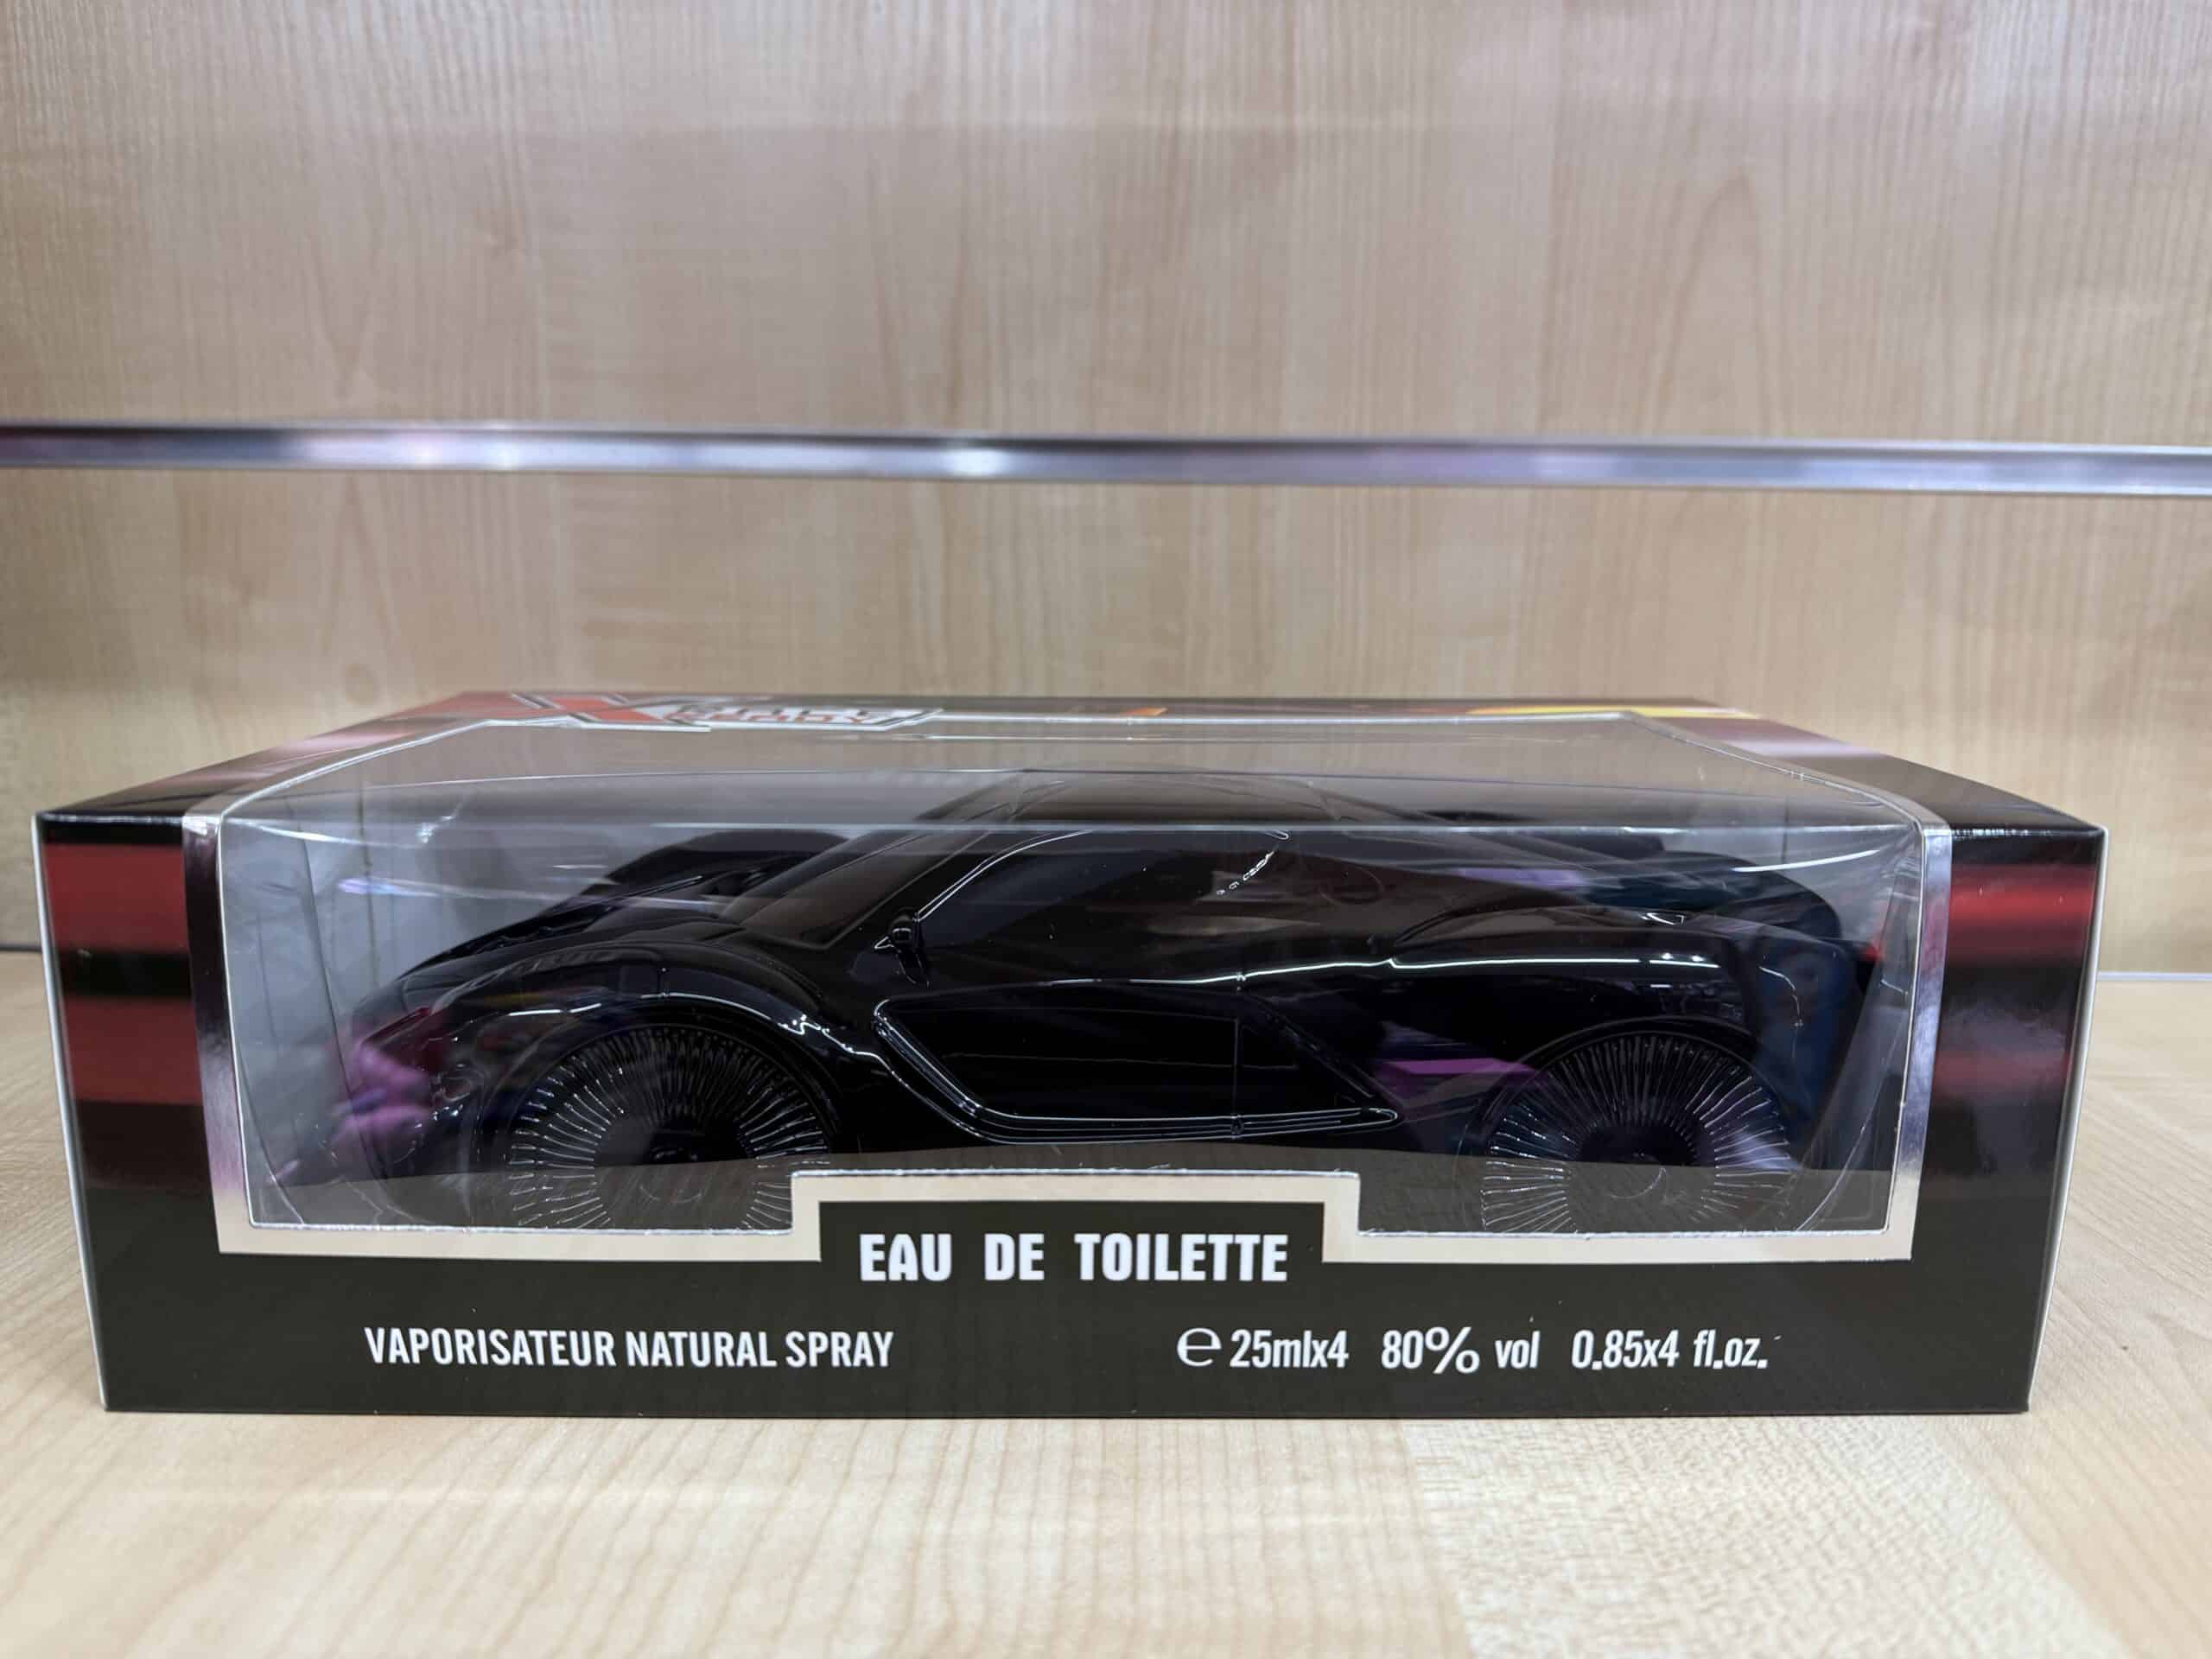 EAU DE TOILETTE
VAPORISATEUR NATURAL SPRAY
℮ 25mlx4 80% vol 0.85x4 fl.oz.